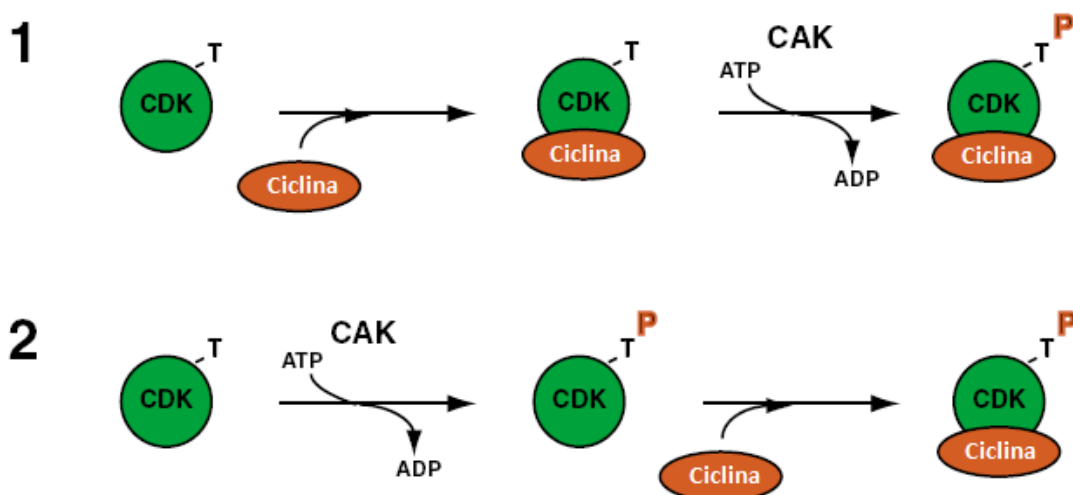 1
CDK
T
Ciclina
CDK
T
Ciclina
CAK
ATP
ADP
CDK
T
P
Ciclina
2
CDK
T
CAK
ATP
ADP
CDK
T
P
Ciclina
CDK
T
P
Ciclina